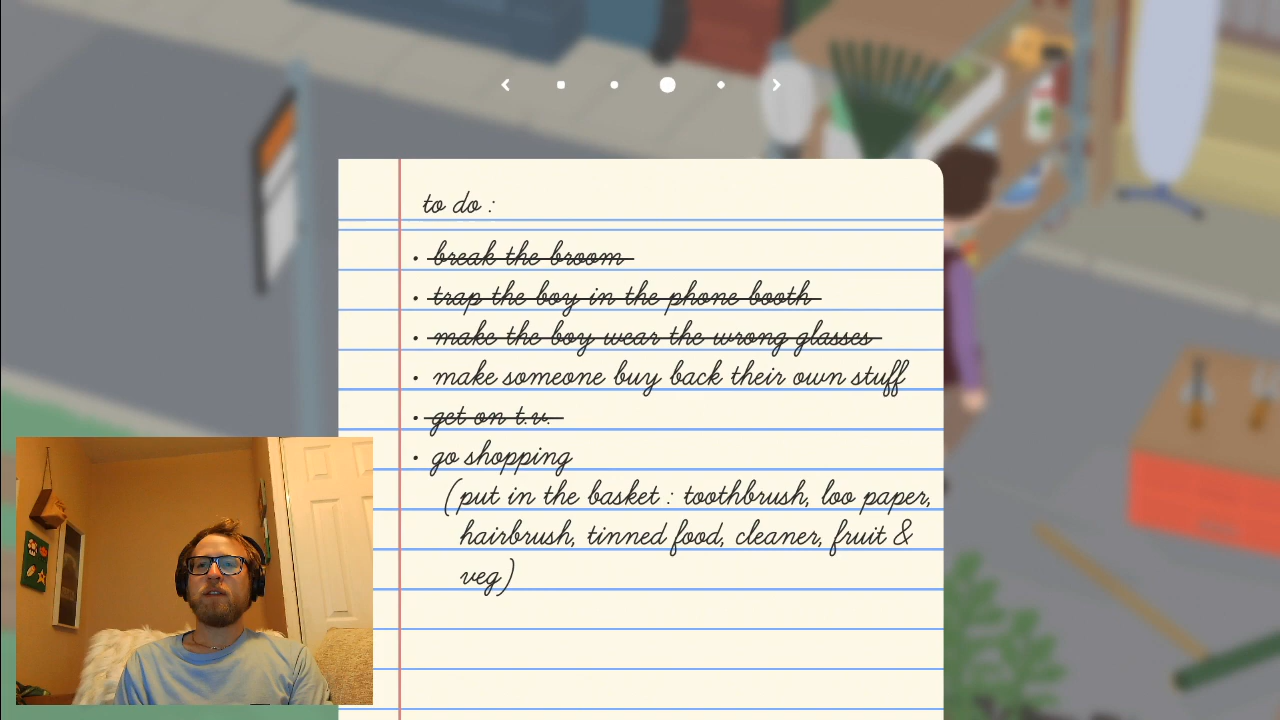 to do :
• break the broom
• trap the boy in the phone booth
• make the boy wear the wrong glasses
• make someone buy back their own stuff
• get on t.v.
• go shopping
(put in the basket : toothbrush, loo paper,
hairbrush, tinned food, cleaner, fruit &
veg)